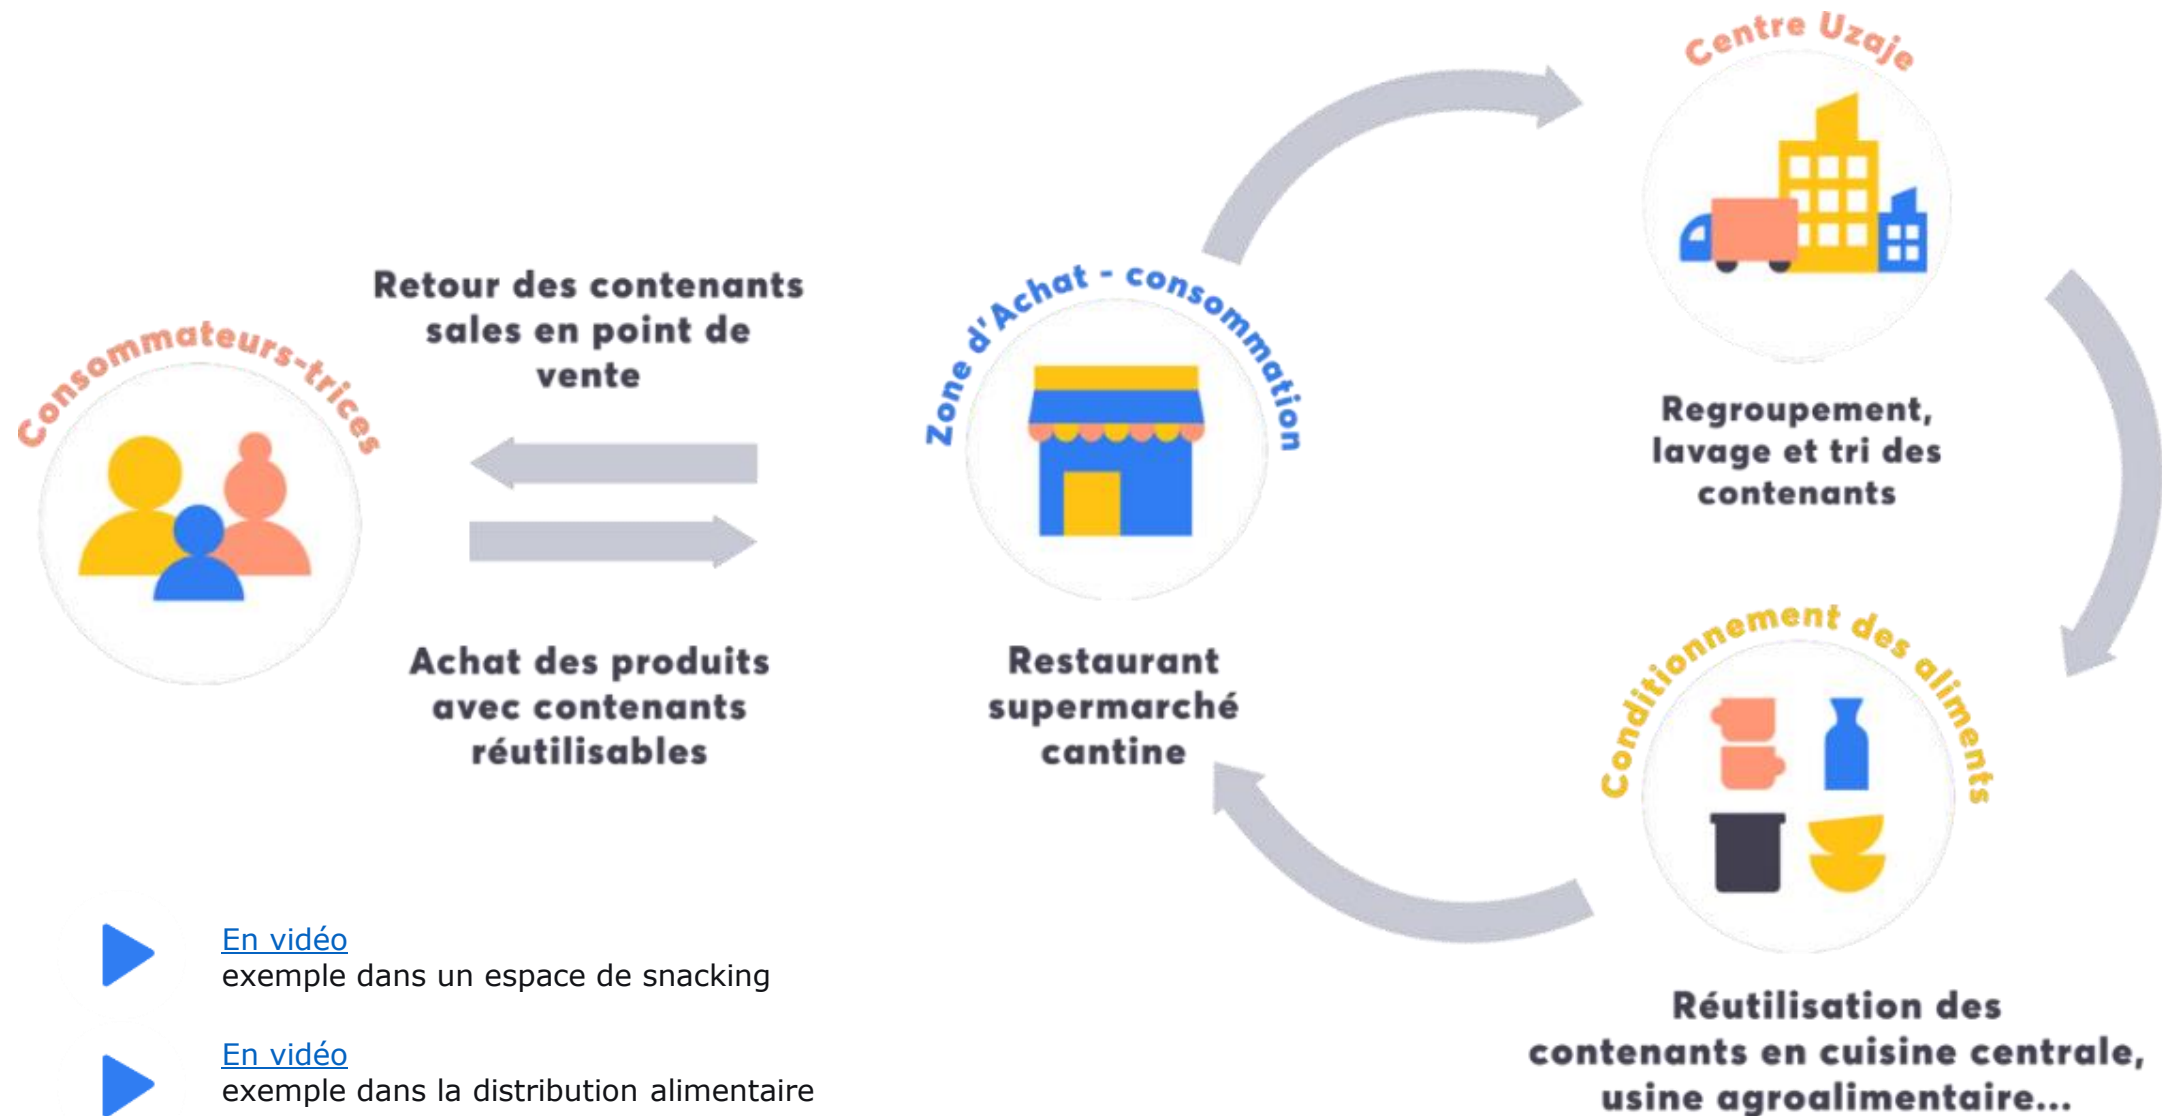 Consommateurs-trices
Retour des contenants
sales en point de
vente
Achat des produits
avec contenants
réutilisables
Zone d'Achat - consommation
Restaurant
supermarché
cantine
Centre Uzaje
Regroupement,
lavage et tri des
contenants
Conditionnement des aliments
Réutilisation des
contenants en cuisine centrale,
usine agroalimentaire...
En vidéo
exemple dans un espace de snacking
En vidéo
exemple dans la distribution alimentaire